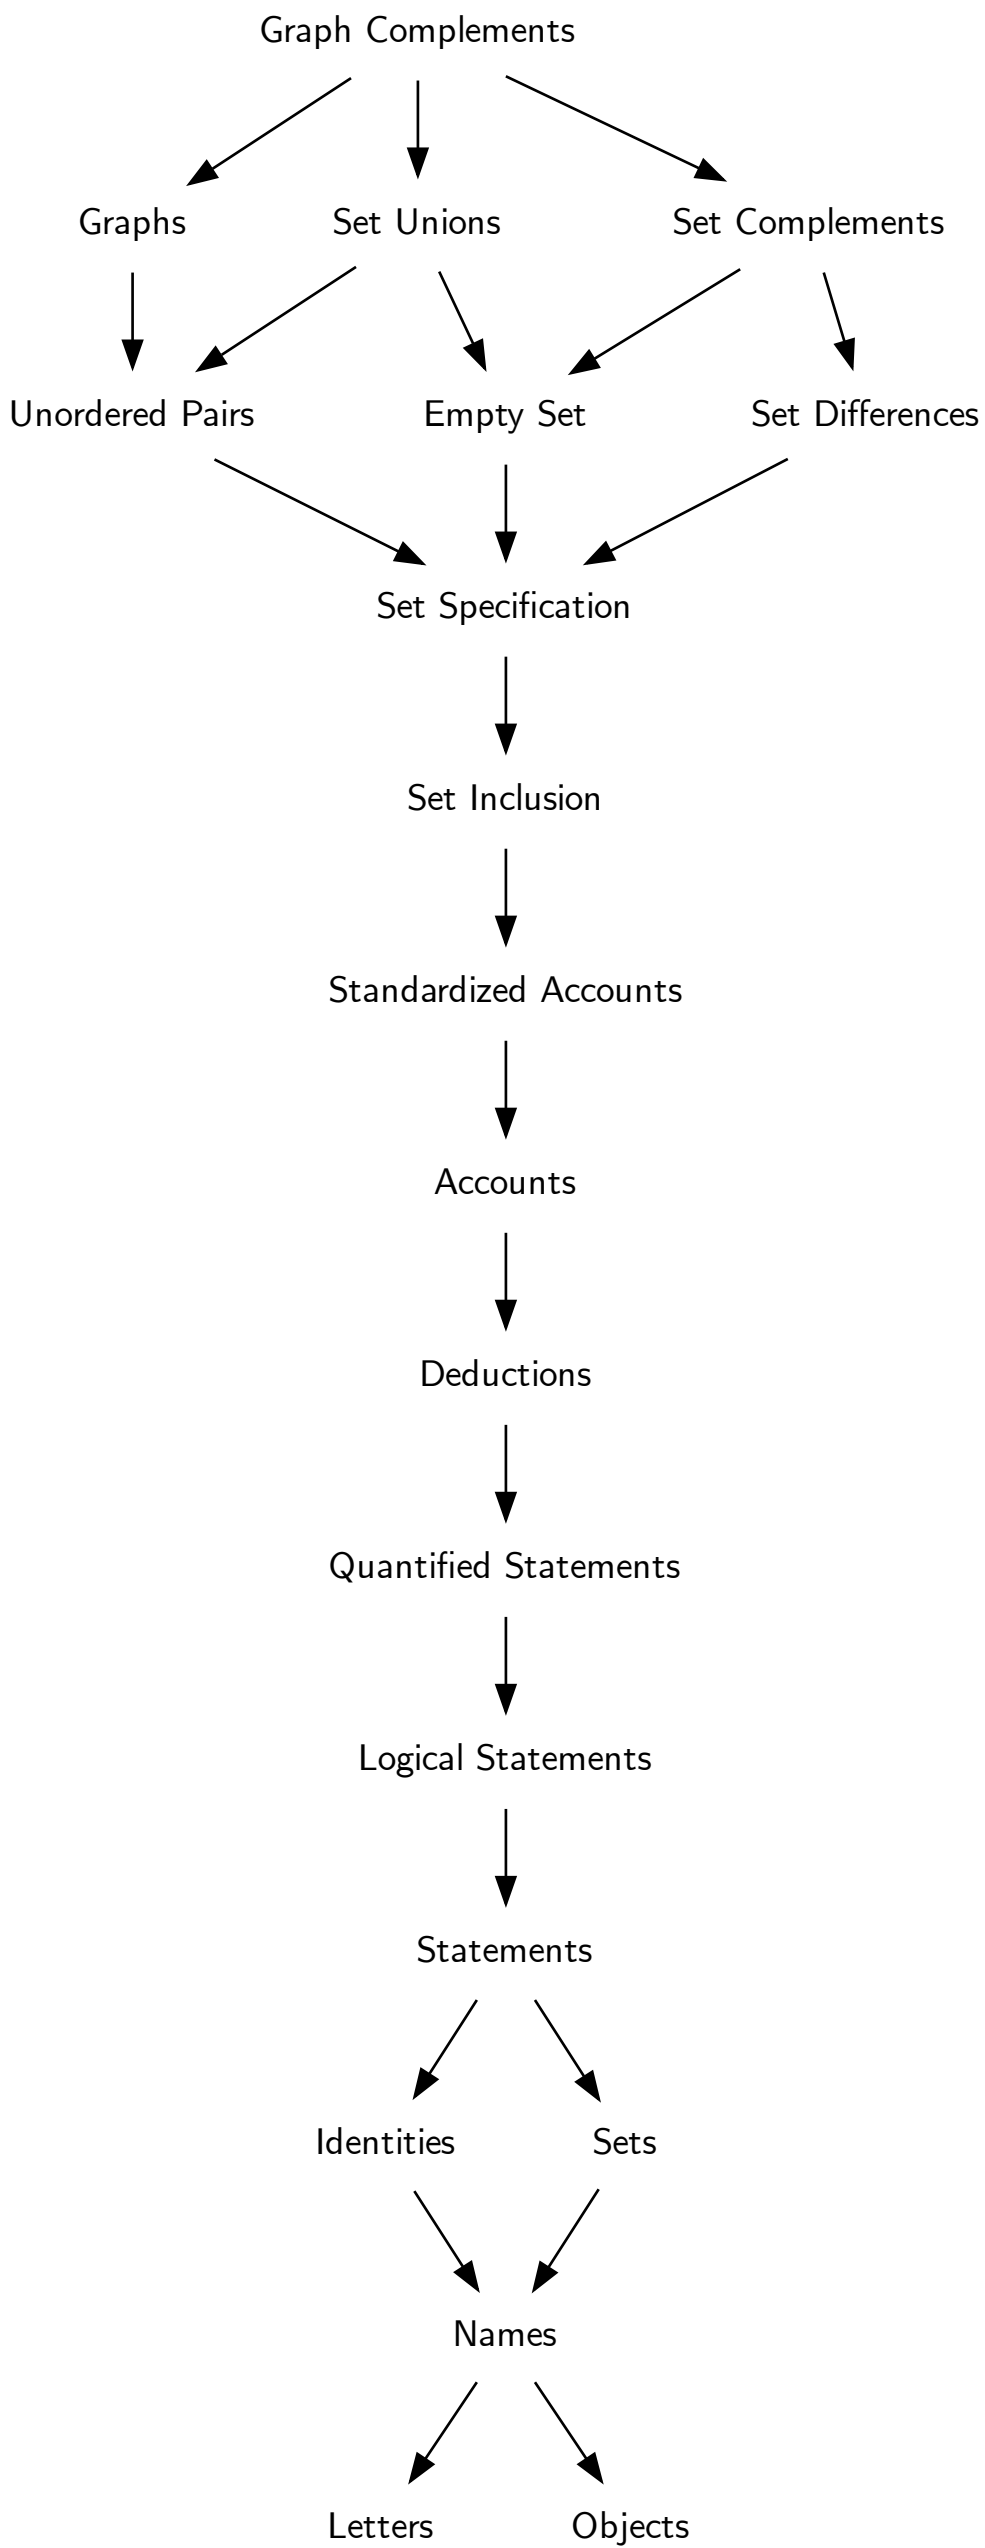 Graph Complements
Graphs
Set Unions
Set Complements
Unordered Pairs
Empty Set
Set Differences
Set Specification
Set Inclusion
Standardized Accounts
Accounts
Deductions
Quantified Statements
Logical Statements
Statements
Identities
Sets
Names
Letters
Objects